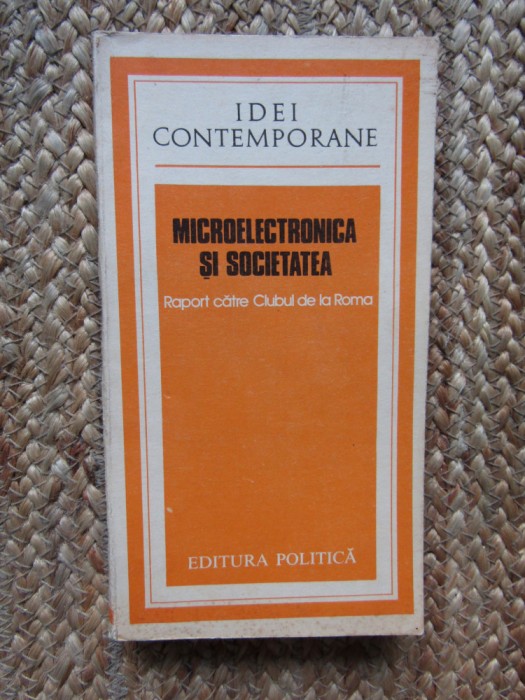 IDEI
CONTEMPORANE
MICROELECTRONICA
ȘI SOCIETATEA
Raport către Clubul de la Roma
EDITURA POLITICĂ